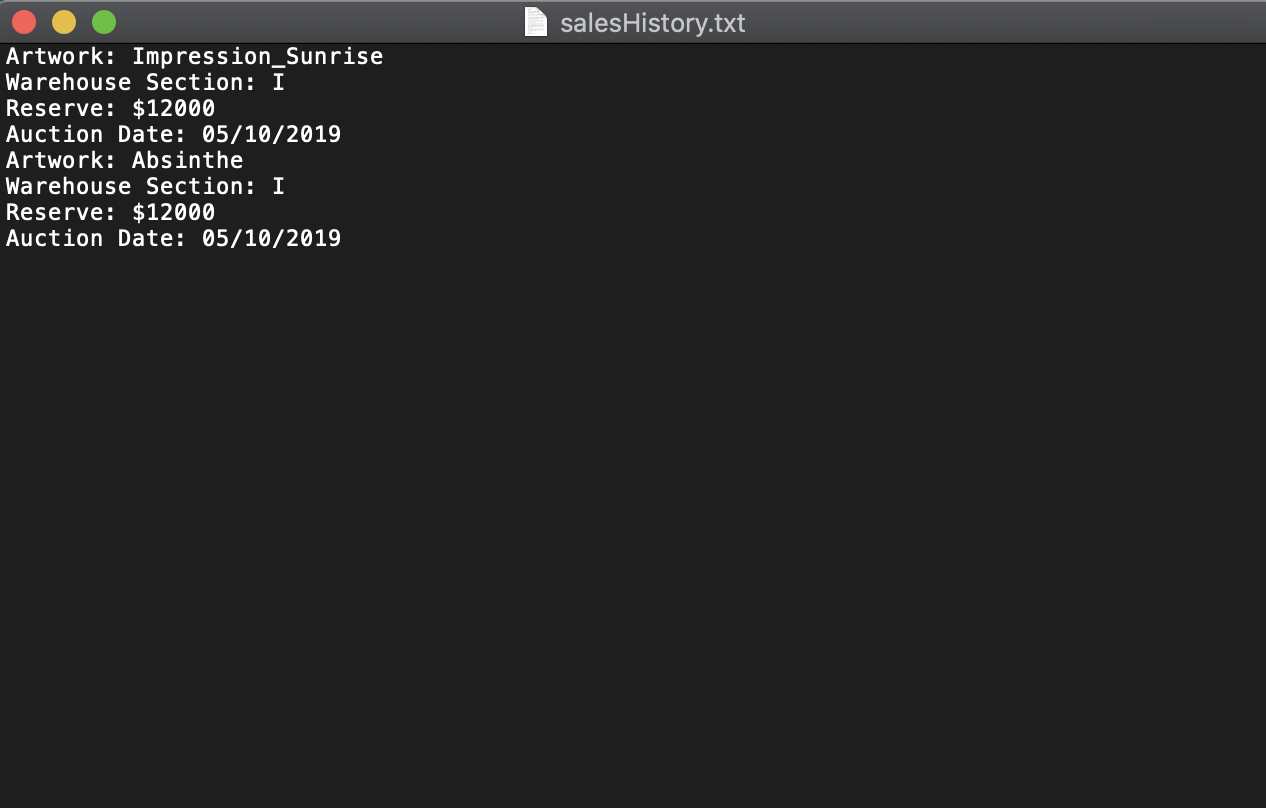 salesHistory.txt
Artwork: Impression_Sunrise
Warehouse Section: I
Reserve: $12000
Auction Date: 05/10/2019
Artwork: Absinthe
Warehouse Section: I
Reserve: $12000
Auction Date: 05/10/2019